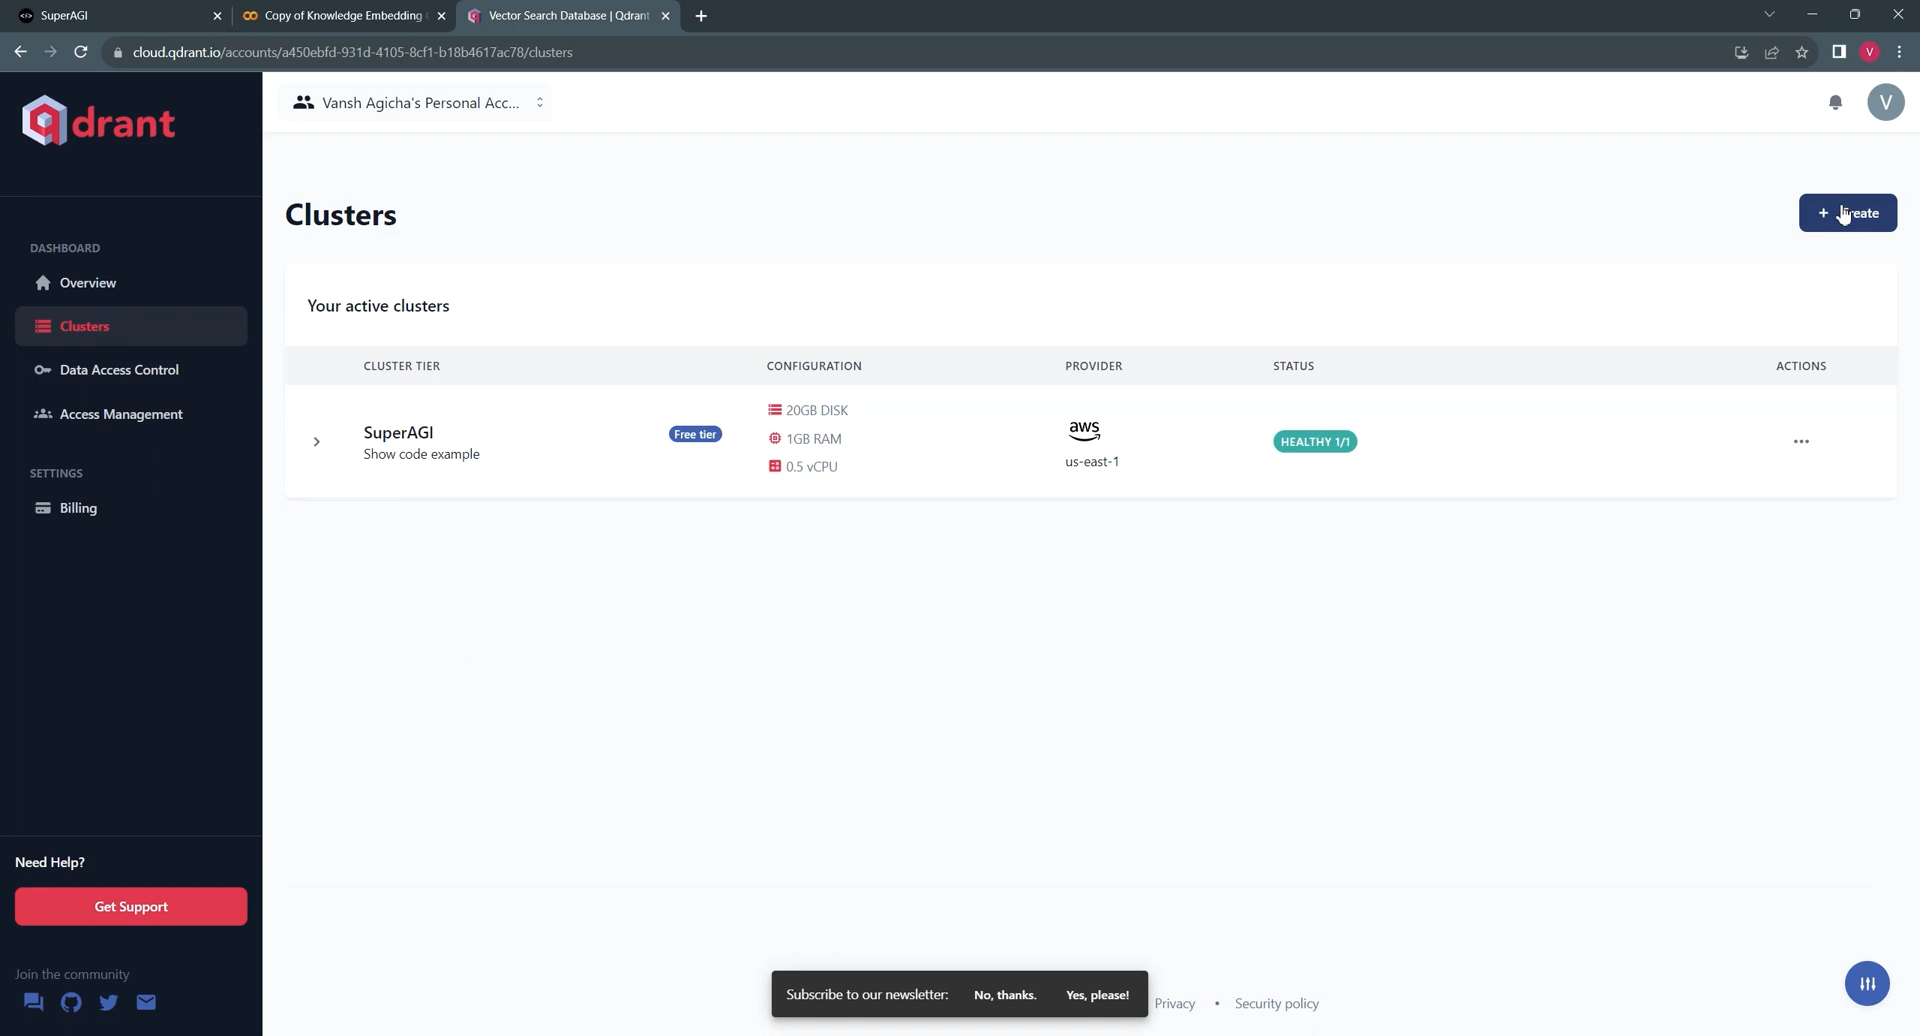 SuperAGI
Copy of Knowledge Embedding
Vector Search Database | Qdrant
cloud.qdrant.io/accounts/a450ebfd-931d-4105-8cf1-b18b4617ac78/clusters
V
qdrant
Vansh Agicha's Personal Acc...
V
Clusters
+
DASHBOARD
Overview
Clusters
Data Access Control
Access Management
SETTINGS
Billing
Your active clusters
CLUSTER TIER CONFIGURATION PROVIDER STATUS ACTIONS
SuperAGI
Show code example
Free tier
20GB DISK
1GB RAM
0.5 vCPU
aws
us-east-1
HEALTHY 1/1
Need Help?
Get Support
Join the community
Subscribe to our newsletter: No, thanks. Yes, please!
Privacy • Security policy